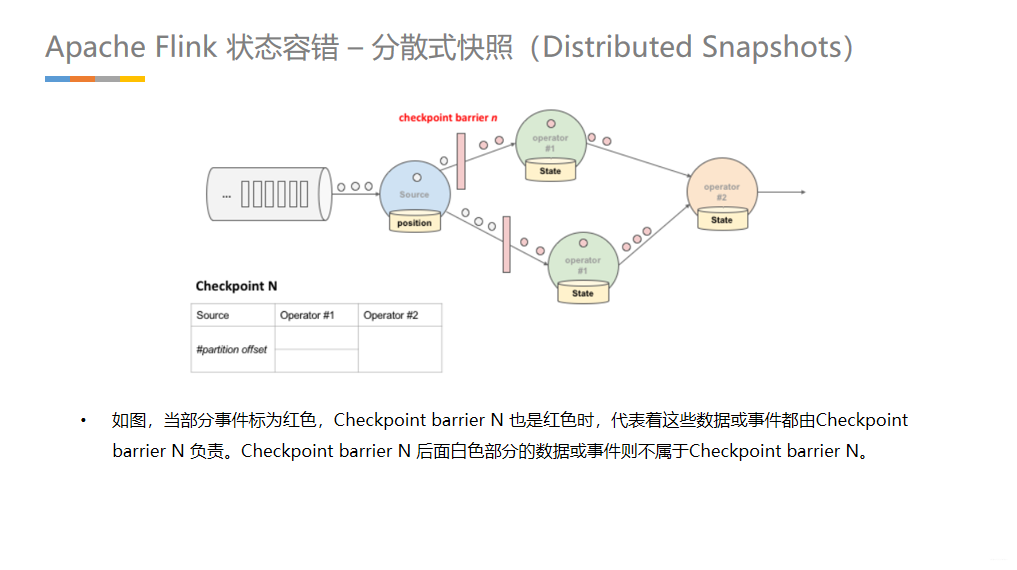 Apache Flink 状态容错 – 分散式快照（Distributed Snapshots）
checkpoint barrier n
operator
#1
State
...
Source
position
operator
#2
State
operator
#1
State
Checkpoint N
Source Operator #1 Operator #2
#partition offset
• 如图，当部分事件标为红色，Checkpoint barrier N 也是红色时，代表着这些数据或事件都由Checkpoint
barrier N 负责。Checkpoint barrier N 后面白色部分的数据或事件则不属于Checkpoint barrier N。